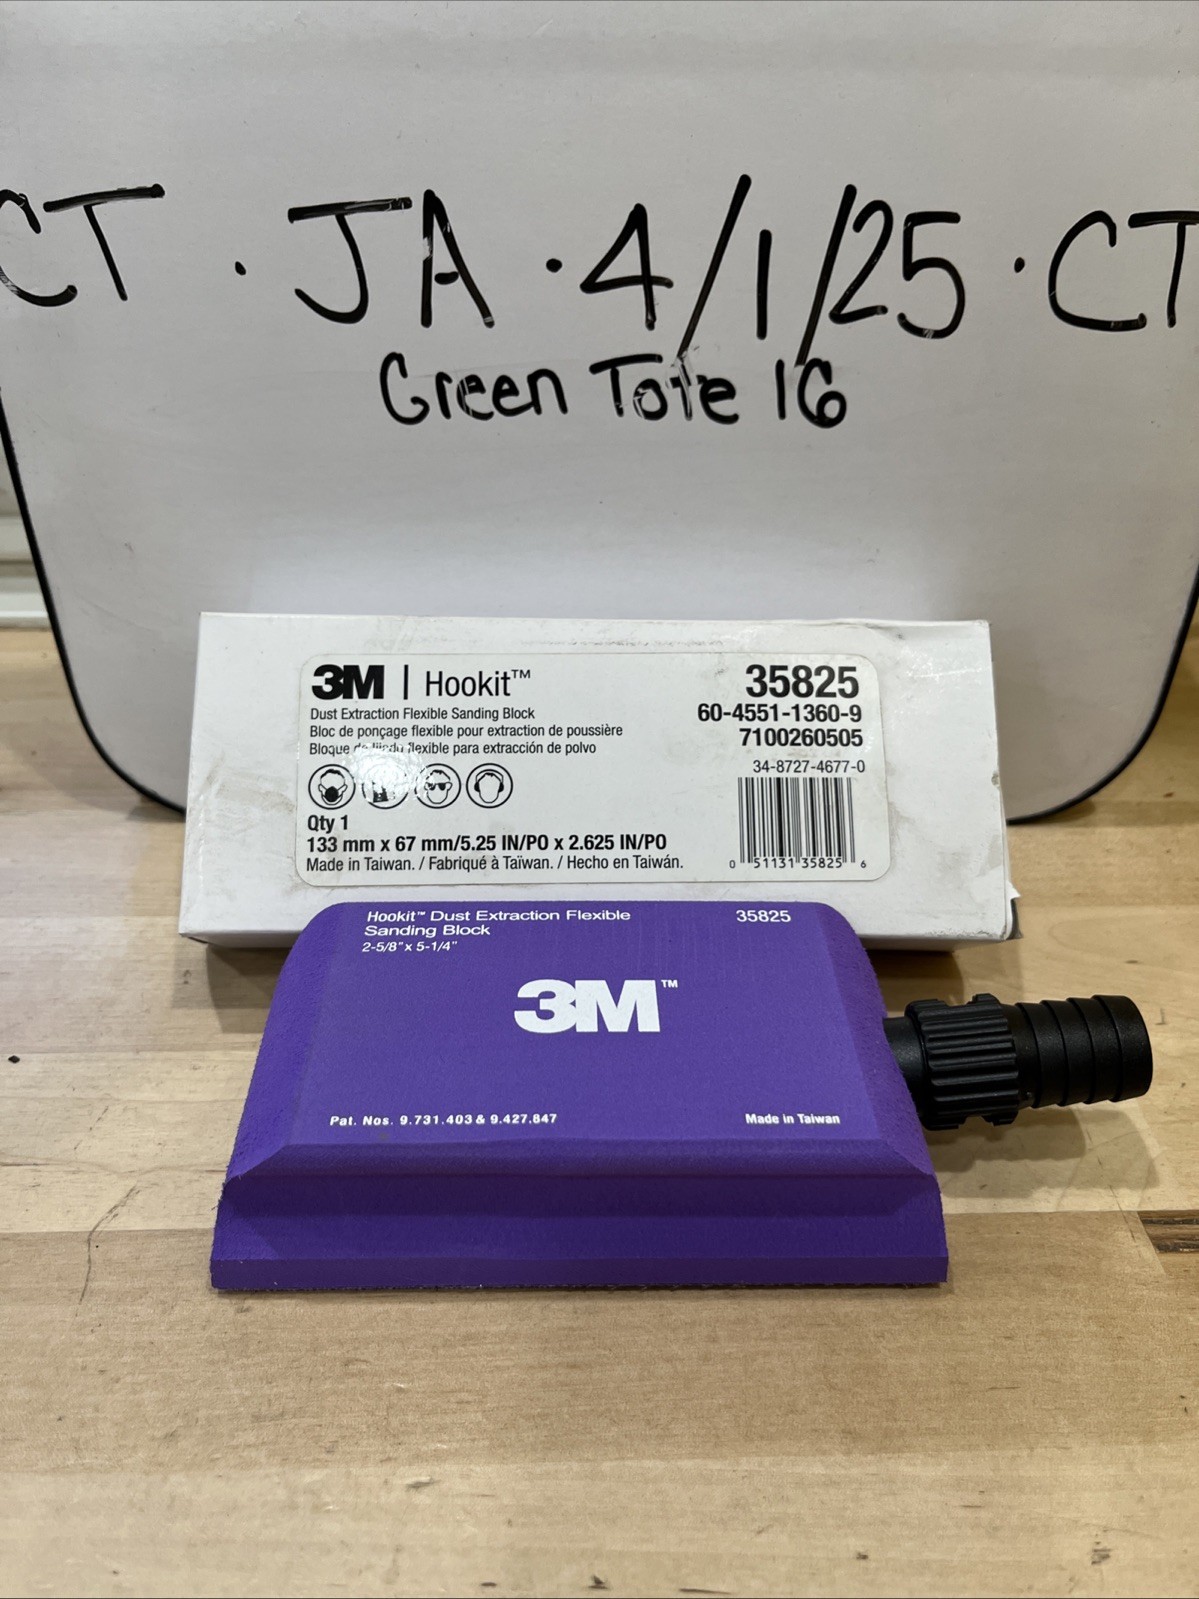 CT · JA · 4/1/25 · CT
Green Tote 16
3M | Hookit™
Dust Extraction Flexible Sanding Block
Bloc de ponçage flexible pour extraction de poussière
Bloque de lijado flexible para extracción de polvo
35825
60-4551-1360-9
7100260505
34-8727-4677-0
Qty 1
133 mm x 67 mm/5.25 IN/PO x 2.625 IN/PO
Made in Taiwan. / Fabriqué à Taïwan. / Hecho en Taiwán.
0 51131 35825 6
Hookit™ Dust Extraction Flexible
Sanding Block
2-5/8" x 5-1/4"
35825
3M™
Pat. Nos. 9.731.403 & 9.427.847
Made in Taiwan